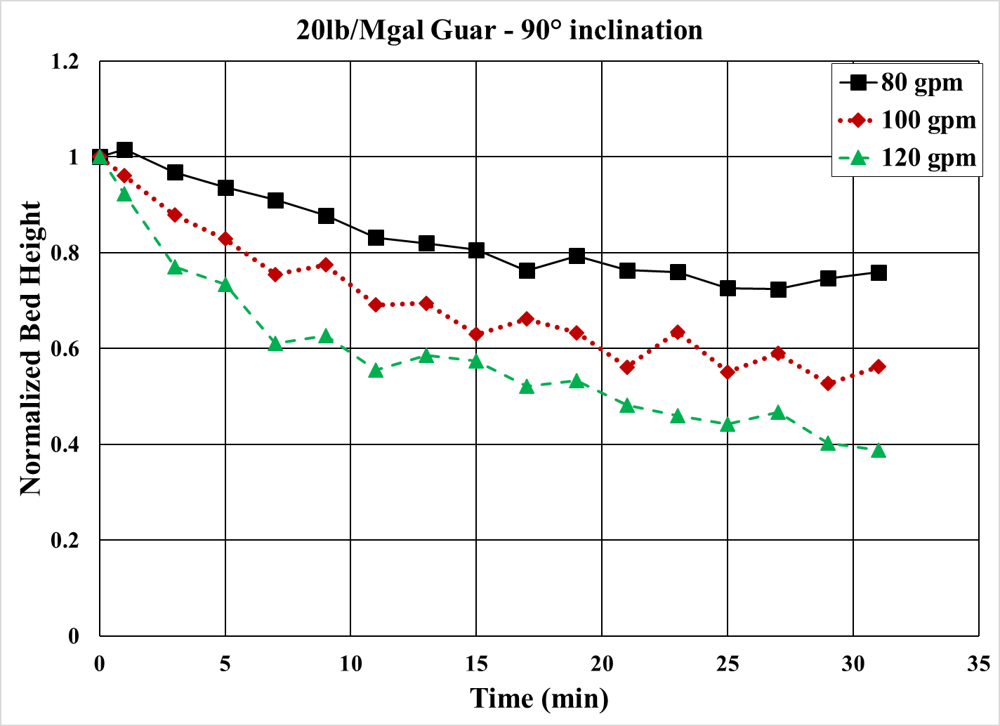 20lb/Mgal Guar - 90° inclination
80 gpm
100 gpm
120 gpm
Normalized Bed Height
1.2
1
0.8
0.6
0.4
0.2
0
0 5 10 15 20 25 30 35
Time (min)